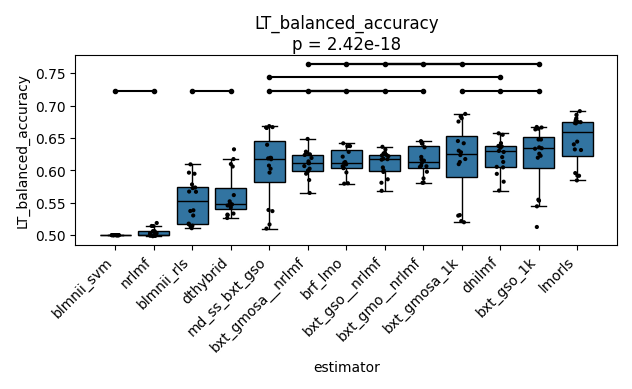 LT_balanced_accuracy
p = 2.42e-18
LT_balanced_accuracy
0.75
0.70
0.65
0.60
0.55
0.50
blmnii_svm
nrlmf
blmnii_rls
dthybrid
md_ss_bxt_gso
bxt_gmosa__nrlmf
brf_lmo
bxt_gso__nrlmf
bxt_gmo__nrlmf
bxt_gmosa_1k
dnilmf
bxt_gso_1k
lmorls
estimator